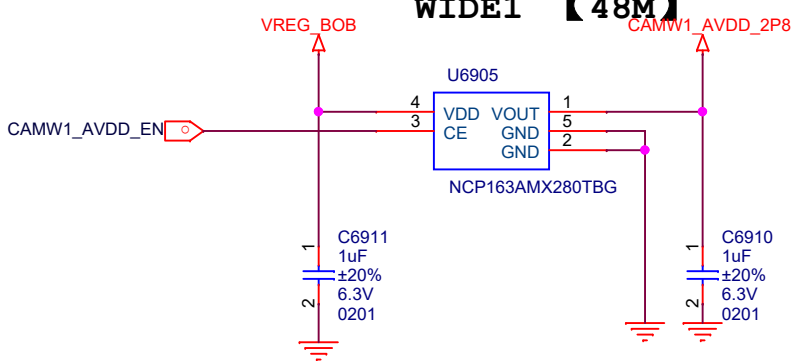 WIDE1 【48M】
VREG_BOB
CAMW1_AVDD_2P8
U6905
CAMW1_AVDD_EN
4
3
VDD
CE
VOUT
GND
GND
1
5
2
NCP163AMX280TBG
1
2
C6911
1uF
±20%
6.3V
0201
1
2
C6910
1uF
±20%
6.3V
0201